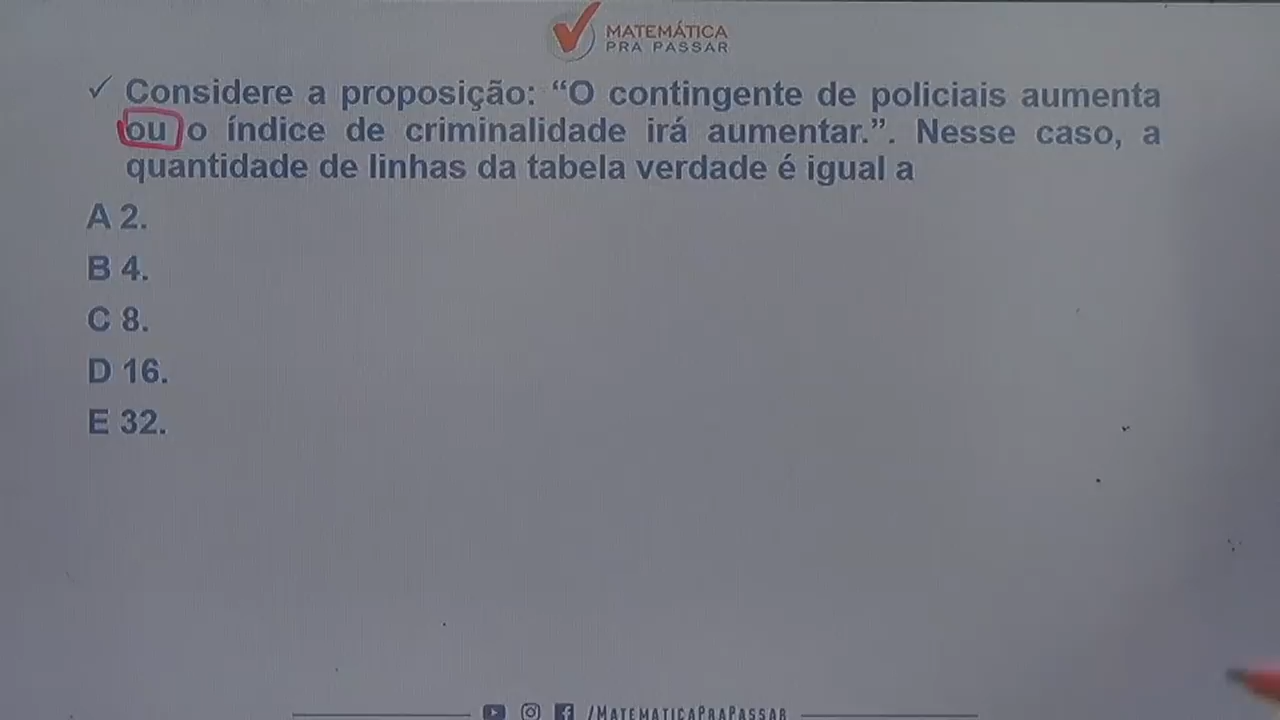 MATEMÁTICA
PRA PASSAR
✓ Considere a proposição: “O contingente de policiais aumenta
ou o índice de criminalidade irá aumentar.”. Nesse caso, a
quantidade de linhas da tabela verdade é igual a
A 2.
B 4.
C 8.
D 16.
E 32.
/MATEMATICAPRAPASSAR